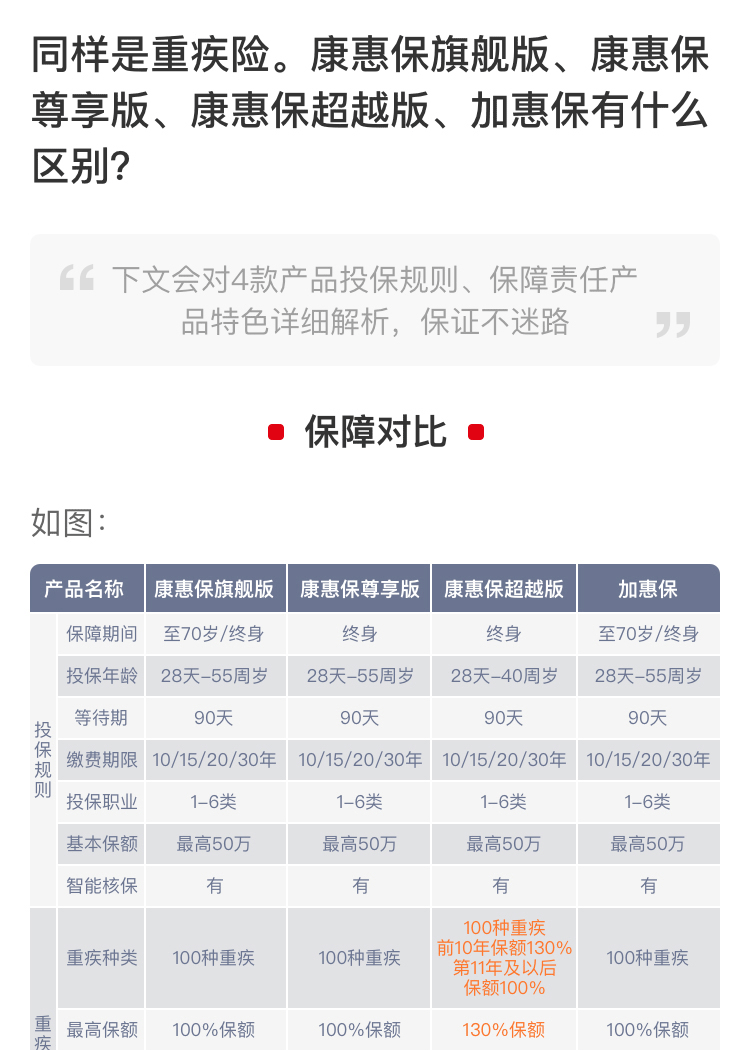 同样是重疾险。康惠保旗舰版、康惠保
尊享版、康惠保超越版、加惠保有什么
区别?
“ 下文会对4款产品投保规则、保障责任产
品特色详细解析，保证不迷路 ”
保障对比
如图：
产品名称 康惠保旗舰版 康惠保尊享版 康惠保超越版 加惠保
投保规则
保障期间 至70岁/终身 终身 终身 至70岁/终身
投保年龄 28天-55周岁 28天-55周岁 28天-40周岁 28天-55周岁
等待期 90天 90天 90天 90天
缴费期限 10/15/20/30年 10/15/20/30年 10/15/20/30年 10/15/20/30年
投保职业 1-6类 1-6类 1-6类 1-6类
基本保额 最高50万 最高50万 最高50万 最高50万
智能核保 有 有 有 有
重疾
重疾种类 100种重疾 100种重疾 100种重疾
前10年保额130%
第11年及以后
保额100% 100种重疾
最高保额 100%保额 100%保额 130%保额 100%保额